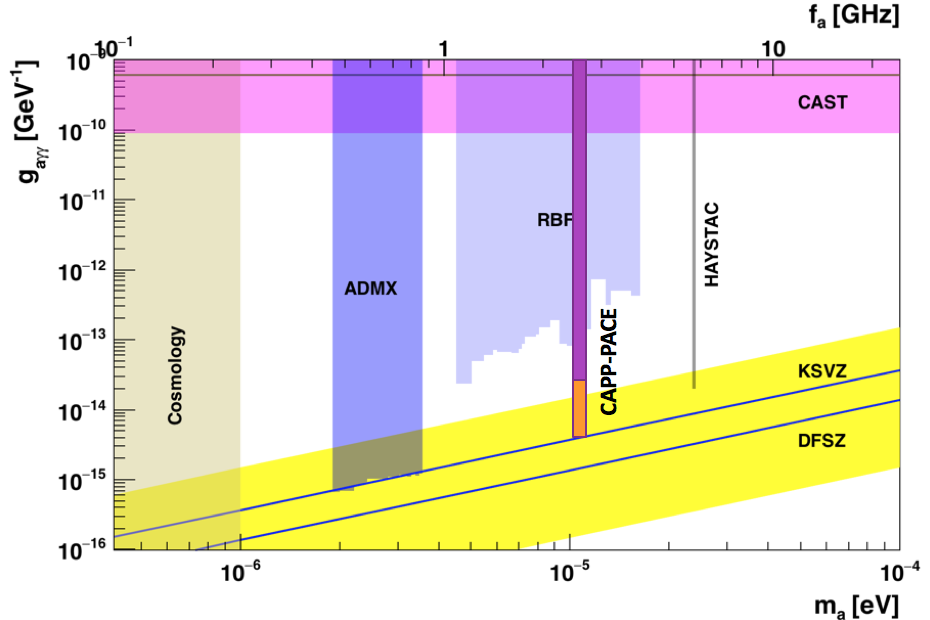 fₐ [GHz]
10⁻¹ 1 10
g_aγγ [GeV⁻¹]
10⁻⁹
CAST
10⁻¹⁰
10⁻¹¹
RBF
HAYSTAC
10⁻¹²
ADMX
10⁻¹³
Cosmology
CAPP-PACE
KSVZ
10⁻¹⁴
DFSZ
10⁻¹⁵
10⁻¹⁶
10⁻⁶ 10⁻⁵ 10⁻⁴
mₐ [eV]